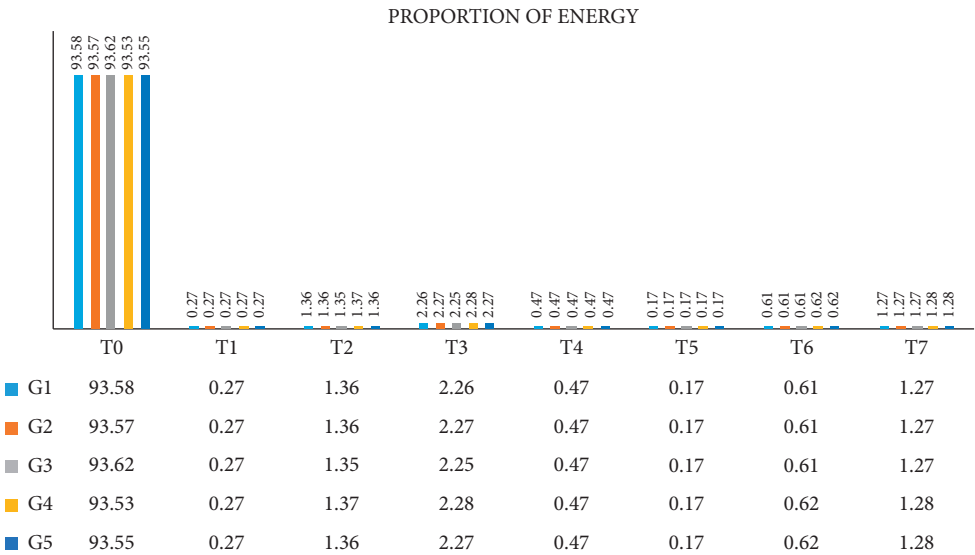 PROPORTION OF ENERGY
93.58 93.57 93.62 93.53 93.55
0.27 0.27 0.27 0.27 0.27
1.36 1.36 1.35 1.37 1.36
2.26 2.27 2.25 2.28 2.27
0.47 0.47 0.47 0.47 0.47
0.17 0.17 0.17 0.17 0.17
0.61 0.61 0.61 0.62 0.62
1.27 1.27 1.27 1.28 1.28
T0 T1 T2 T3 T4 T5 T6 T7
G1 93.58 0.27 1.36 2.26 0.47 0.17 0.61 1.27
G2 93.57 0.27 1.36 2.27 0.47 0.17 0.61 1.27
G3 93.62 0.27 1.35 2.25 0.47 0.17 0.61 1.27
G4 93.53 0.27 1.37 2.28 0.47 0.17 0.62 1.28
G5 93.55 0.27 1.36 2.27 0.47 0.17 0.62 1.28